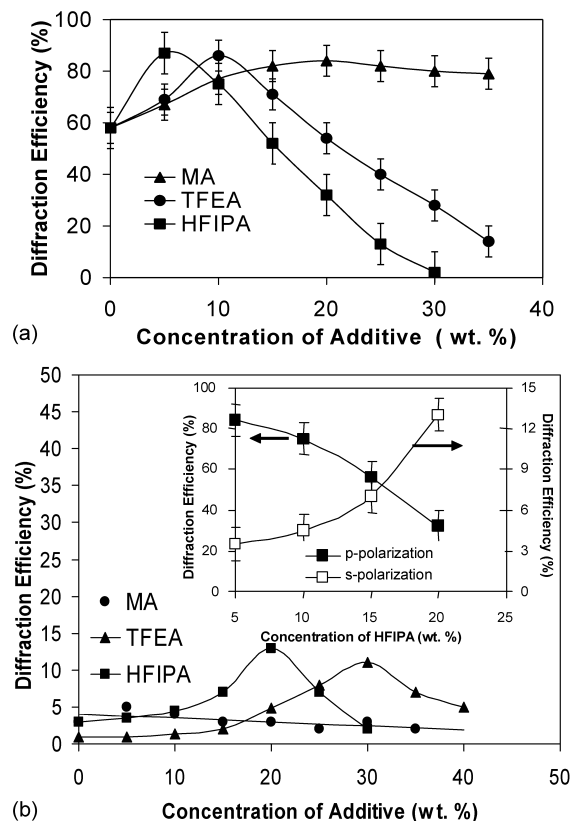 100
80
60
40
20
0
Diffraction Efficiency (%)
MA
TFEA
HFIPA
0 10 20 30 40
(a) Concentration of Additive ( wt. %)
50
45
40
35
30
25
20
15
10
5
0
Diffraction Efficiency (%)
MA
TFEA
HFIPA
100
80
60
40
20
0
Diffraction Efficiency (%)
15
12
9
6
3
0
Diffraction Efficiency (%)
p-polarization
s-polarization
5 10 15 20 25
Concentration of HFIPA (wt. %)
0 10 20 30 40 50
(b) Concentration of Additive (wt. %)